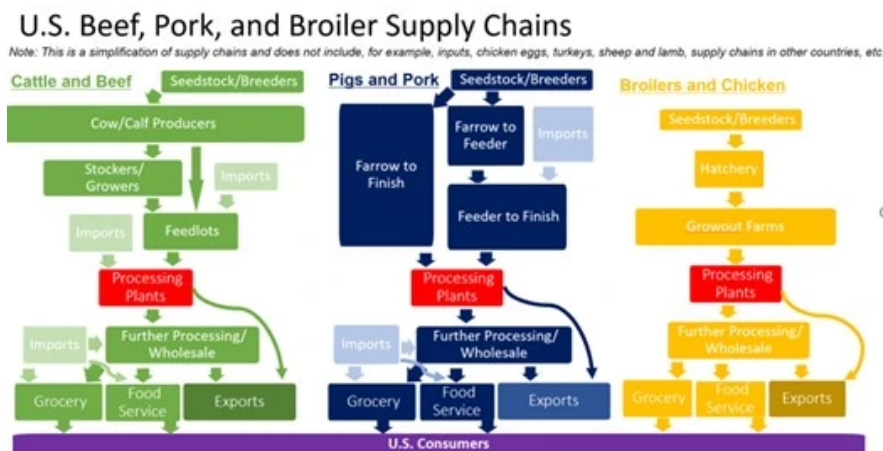 U.S. Beef, Pork, and Broiler Supply Chains
Note: This is a simplification of supply chains and does not include, for example, inputs, chicken eggs, turkeys, sheep and lamb, supply chains in other countries, etc
Cattle and Beef
Seedstock/Breeders
Cow/Calf Producers
Stockers/
Growers
Imports
Imports
Feedlots
Processing
Plants
Imports
Further Processing/
Wholesale
Grocery
Food
Service
Exports
Pigs and Pork
Seedstock/Breeders
Farrow to
Finish
Farrow to
Feeder
Imports
Feeder to Finish
Processing
Plants
Imports
Further Processing/
Wholesale
Grocery
Food
Service
Exports
Broilers and Chicken
Seedstock/Breeders
Hatchery
Growout Farms
Processing
Plants
Further Processing/
Wholesale
Grocery
Food
Service
Exports
U.S. Consumers